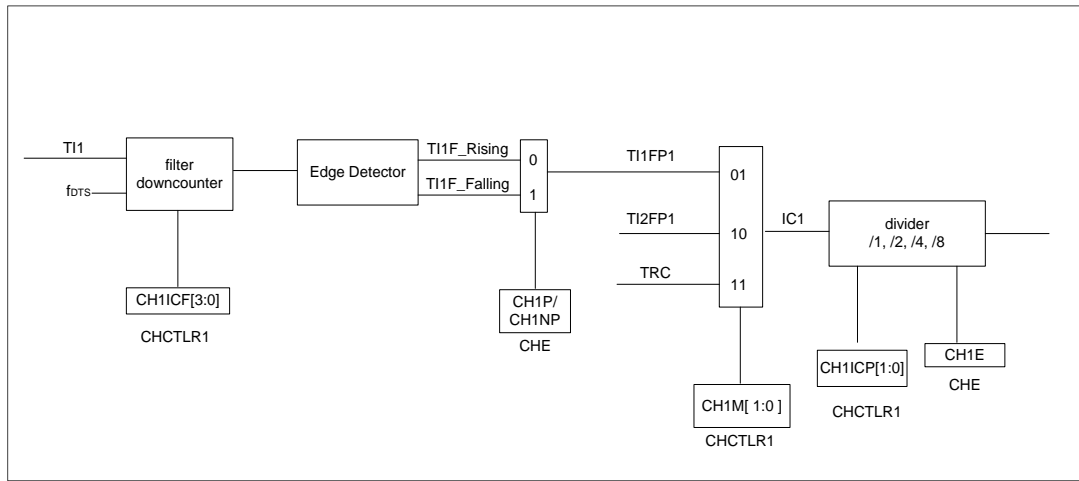 TI1
fDTS
filter
downcounter
CH1ICF[3:0]
CHCTLR1
Edge Detector
TI1F_Rising
TI1F_Falling
0
1
CH1P/
CH1NP
CHE
TI1FP1
TI2FP1
TRC
01
10
11
CH1M[ 1:0 ]
CHCTLR1
IC1
divider
/1, /2, /4, /8
CH1ICP[1:0]
CHCTLR1
CH1E
CHE